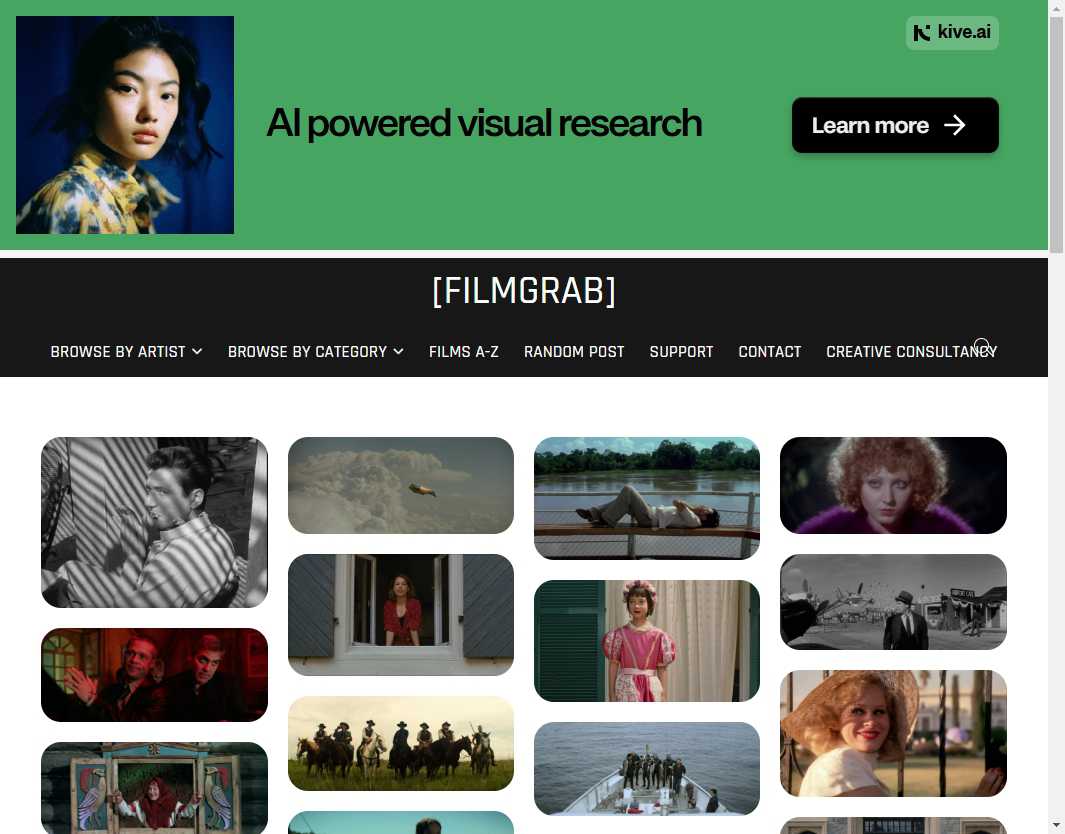 kive.ai
AI powered visual research
Learn more
[FILMGRAB]
BROWSE BY ARTIST
BROWSE BY CATEGORY
FILMS A-Z
RANDOM POST
SUPPORT
CONTACT
CREATIVE CONSULTANCY